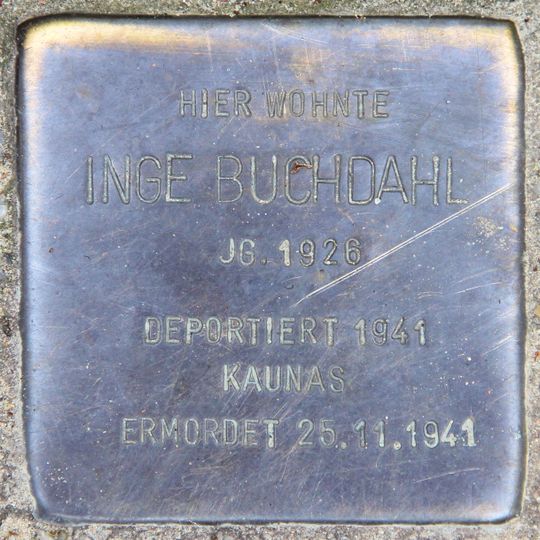 HIER WOHNTE
INGE BUCHDAHL
JG. 1926
DEPORTIERT 1941
KAUNAS
ERMORDET 25.11.1941